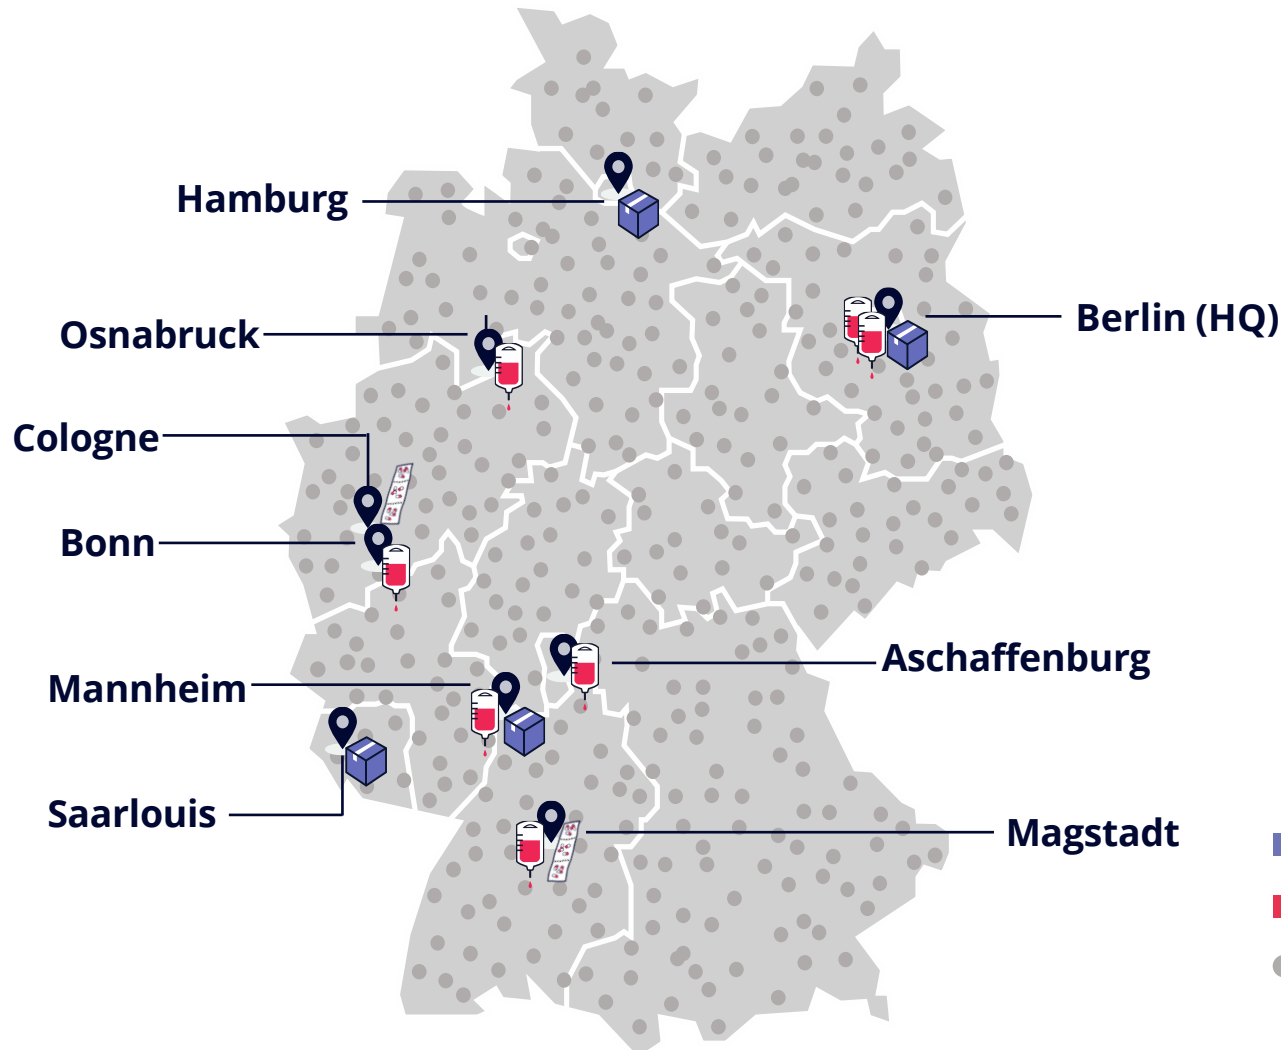 Hamburg
Berlin (HQ)
Osnabruck
Cologne
Bonn
Aschaffenburg
Mannheim
Saarlouis
Magstadt